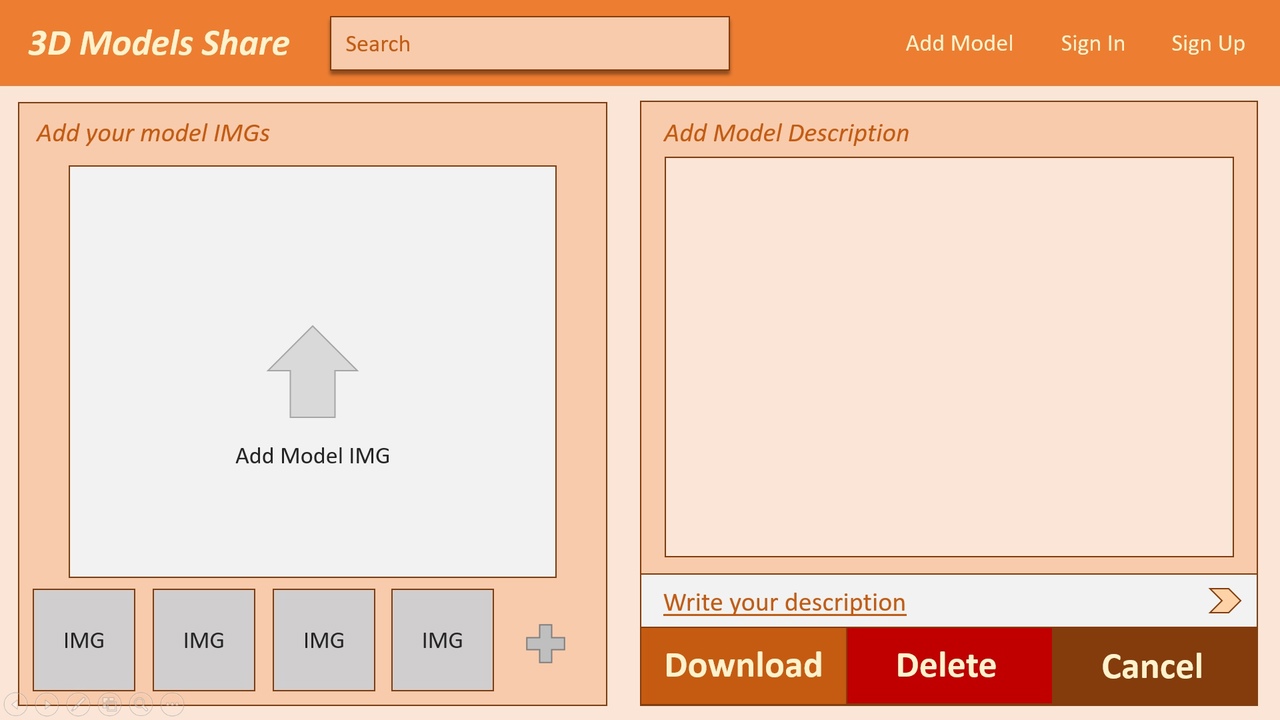 3D Models Share
Search
Add Model
Sign In
Sign Up
Add your model IMGs
Add Model IMG
IMG
IMG
IMG
IMG
Add Model Description
Write your description
Download
Delete
Cancel